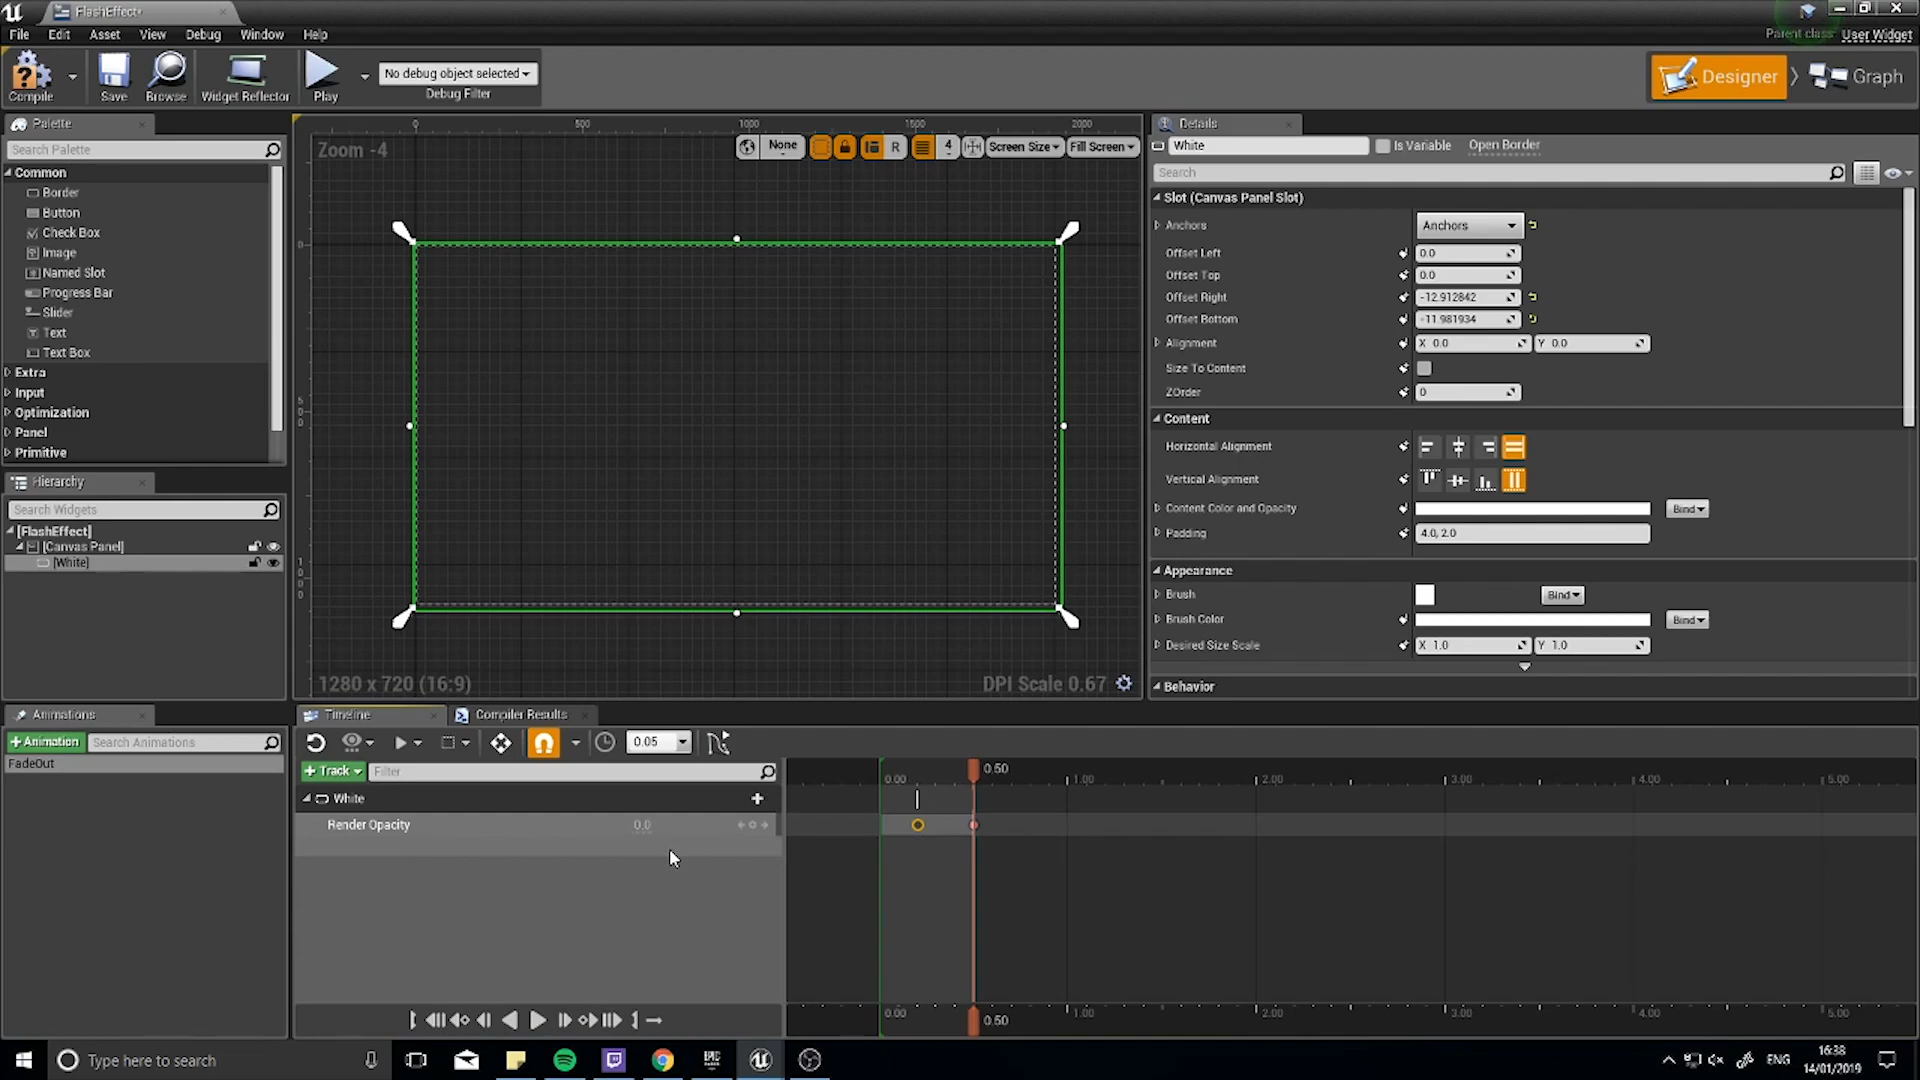 FlashEffect*
File Edit Asset View Debug Window Help
Parent class: User Widget
Compile Save Browse Widget Reflector Play
No debug object selected
Debug Filter
Designer Graph
Palette
Search Palette
Common
Border
Button
Check Box
Image
Named Slot
Progress Bar
Slider
Text
Text Box
Extra
Input
Optimization
Panel
Primitive
Hierarchy
Search Widgets
[FlashEffect]
[Canvas Panel]
[White]
0 500 1000 1500 2000
Zoom -4
None R 4 Screen Size Fill Screen
0
500
1000
1280 x 720 (16:9)
DPI Scale 0.67
Details
White Is Variable Open Border
Search
Slot (Canvas Panel Slot)
Anchors Anchors
Offset Left 0.0
Offset Top 0.0
Offset Right -12.912842
Offset Bottom -11.981934
Alignment X 0.0 Y 0.0
Size To Content
ZOrder 0
Content
Horizontal Alignment
Vertical Alignment
Content Color and Opacity Bind
Padding 4.0, 2.0
Appearance
Brush Bind
Brush Color Bind
Desired Size Scale X 1.0 Y 1.0
Behavior
Animations
+Animation Search Animations
FadeOut
Timeline Compiler Results
0.05
+ Track Filter
0.00 0.50 1.00 2.00 3.00 4.00 5.00
White
Render Opacity 0.0
0.00 0.50 1.00 2.00 3.00 4.00 5.00
Type here to search
EPIC GAMES
ENG
16:38
14/01/2019